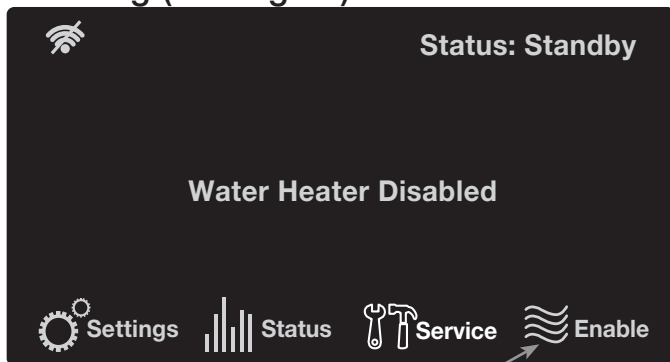 Status: Standby
Water Heater Disabled
Settings Status Service Enable